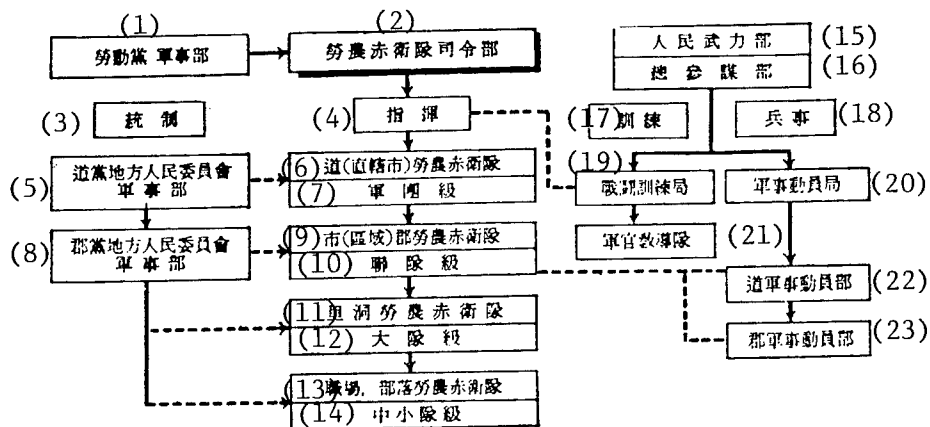 (1)
勞動黨 軍事部
(2)
勞農赤衛隊司令部
人民武力部 (15)
總參謀部 (16)
(3) 統制
(4) 指揮
(17) 訓練
兵事 (18)
(5) 道黨地方人民委員會
軍事部
(6) 道(直轄市)勞農赤衛隊
(7) 軍團級
(19)
戰鬪訓練局
軍事動員局 (20)
(8) 郡黨地方人民委員會
軍事部
(9) 市(區域)郡勞農赤衛隊
(10) 聯隊級
軍官敎導隊 (21)
道軍事動員部 (22)
(11) 里洞勞農赤衛隊
(12) 大隊級
郡軍事動員部 (23)
(13) 職場, 部落勞農赤衛隊
(14) 中小隊級